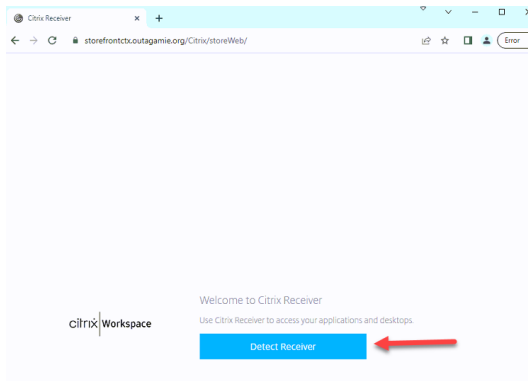 Citrix Receiver
storefrontctx.outagamie.org/Citrix/storeWeb/
Error
Welcome to Citrix Receiver
Use Citrix Receiver to access your applications and desktops.
citrix Workspace
Detect Receiver